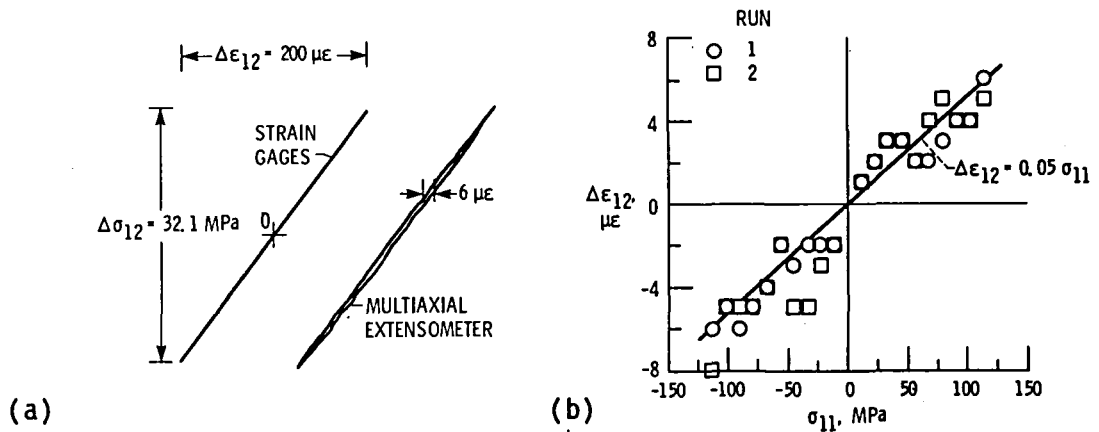 Δε12 = 200 με
STRAIN
GAGES
Δσ12 = 32.1 MPa
0
6 με
MULTIAXIAL
EXTENSOMETER
(a)
RUN
1
2
8
4
0
-4
-8
Δε12,
με
Δε12 = 0.05 σ11
-150
-100
-50
0
50
100
150
σ11, MPa
(b)